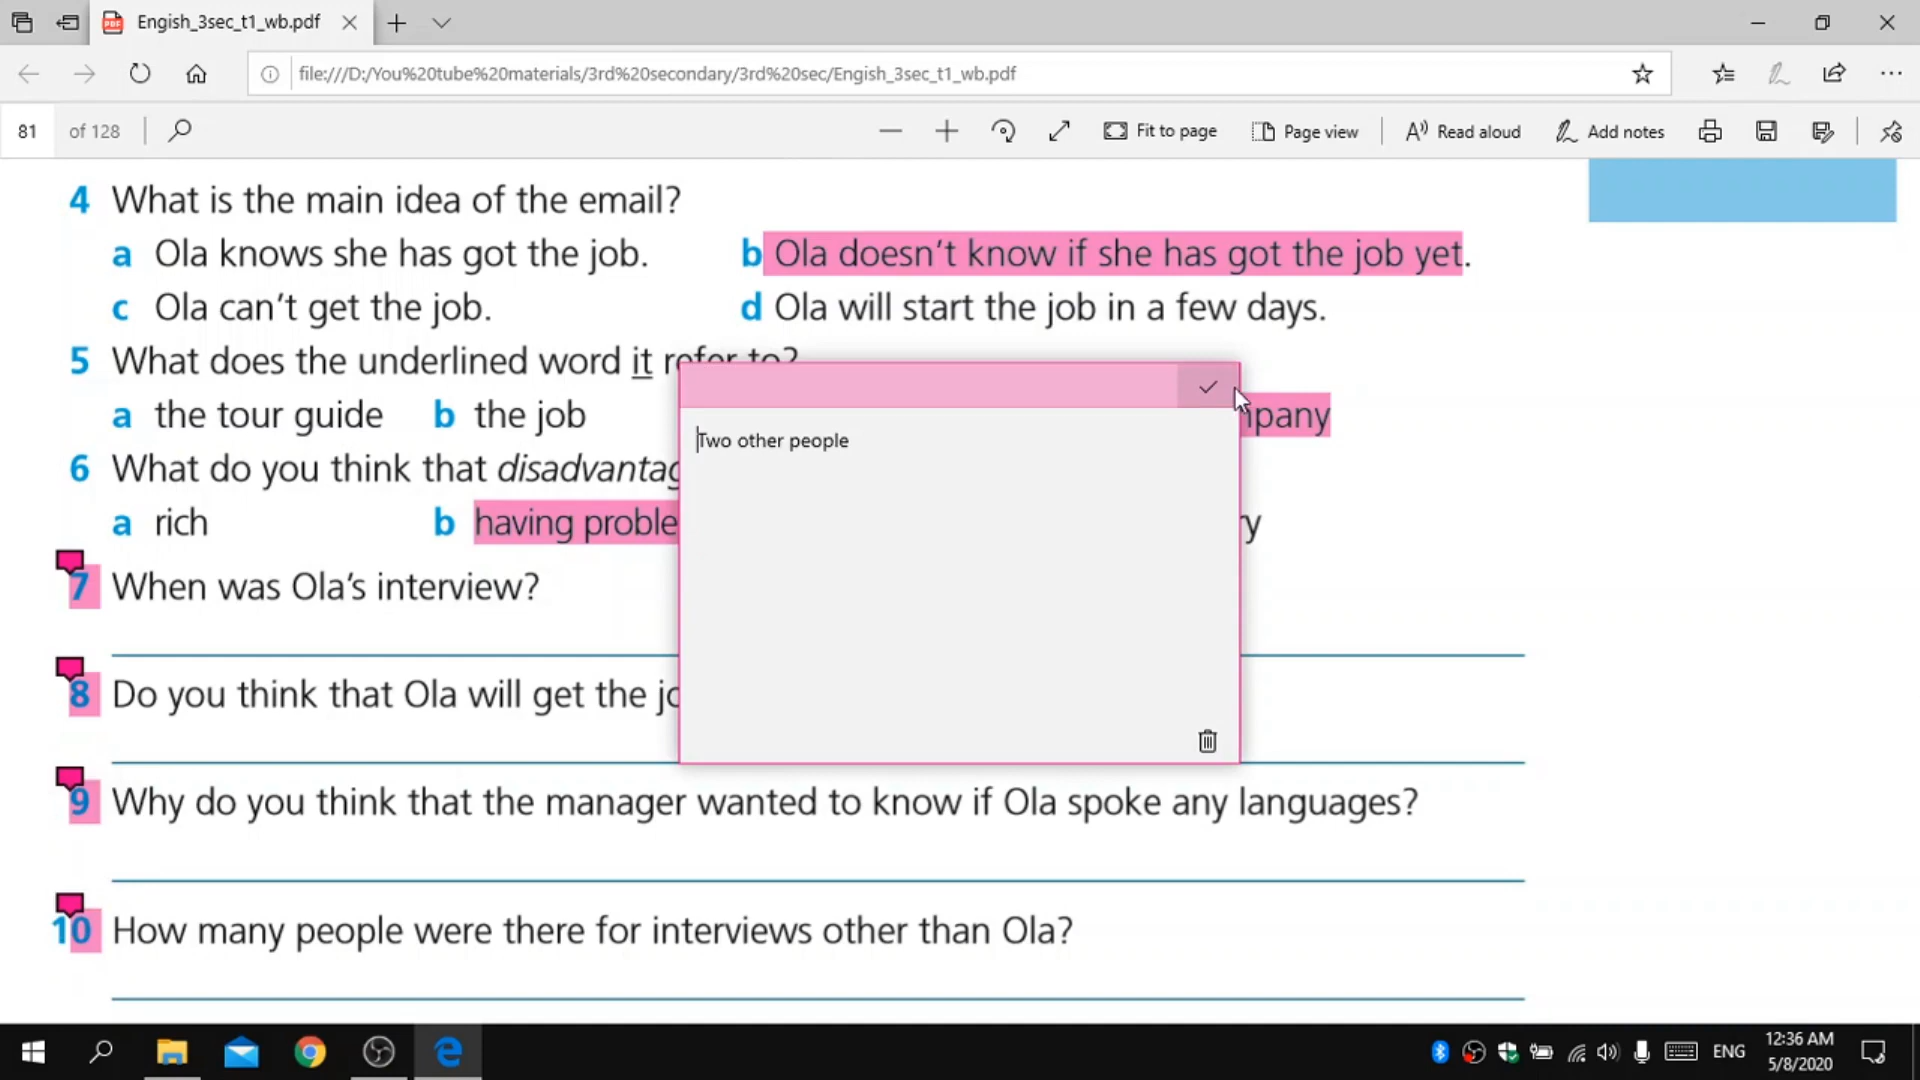 Engish_3sec_t1_wb.pdf
file:///D:/You%20tube%20materials/3rd%20secondary/3rd%20sec/Engish_3sec_t1_wb.pdf
81 of 128 Fit to page Page view Read aloud Add notes
4 What is the main idea of the email?
a Ola knows she has got the job. b Ola doesn't know if she has got the job yet.
c Ola can't get the job. d Ola will start the job in a few days.
5 What does the underlined word it refer to?
a the tour guide b the job
Two other people
6 What do you think that
a rich b having
7 When was Ola's interview?
8 Do you think that Ola will get the
9 Why do you think that the manager wanted to know if Ola spoke any languages?
10 How many people were there for interviews other than Ola?
ENG 12:36 AM
5/8/2020